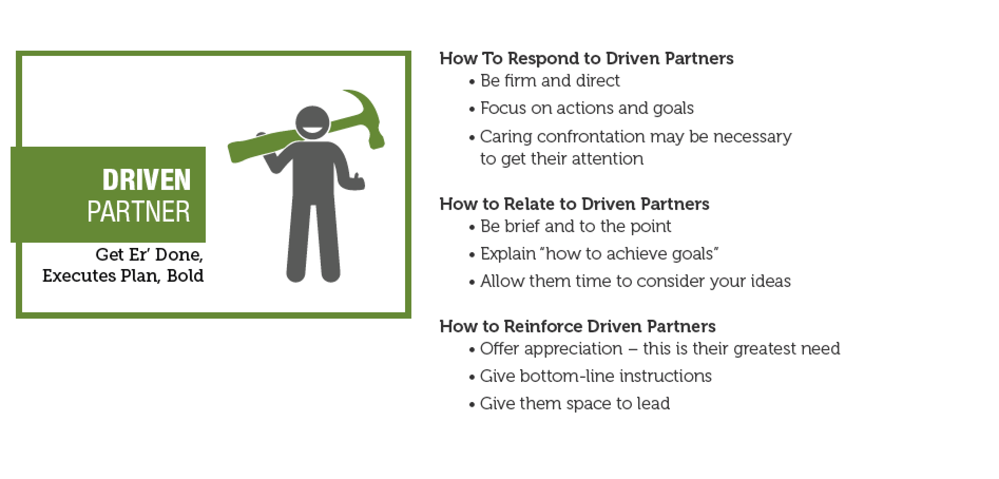 DRIVEN
PARTNER
Get Er’ Done,
Executes Plan, Bold
How To Respond to Driven Partners
• Be firm and direct
• Focus on actions and goals
• Caring confrontation may be necessary
to get their attention
How to Relate to Driven Partners
• Be brief and to the point
• Explain “how to achieve goals”
• Allow them time to consider your ideas
How to Reinforce Driven Partners
• Offer appreciation – this is their greatest need
• Give bottom-line instructions
• Give them space to lead